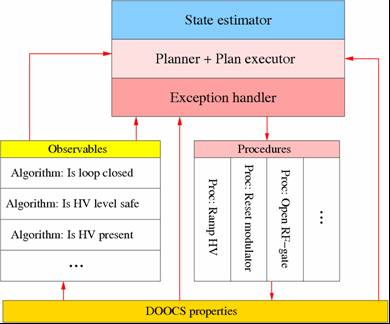 State estimator
Planner + Plan executor
Exception handler
Observables
Algorithm: Is loop closed
Algorithm: Is HV level safe
Algorithm: Is HV present
...
Procedures
Proc: Ramp HV
Proc: Reset modulator
Proc: Open RF-gate
...
DOOCS properties